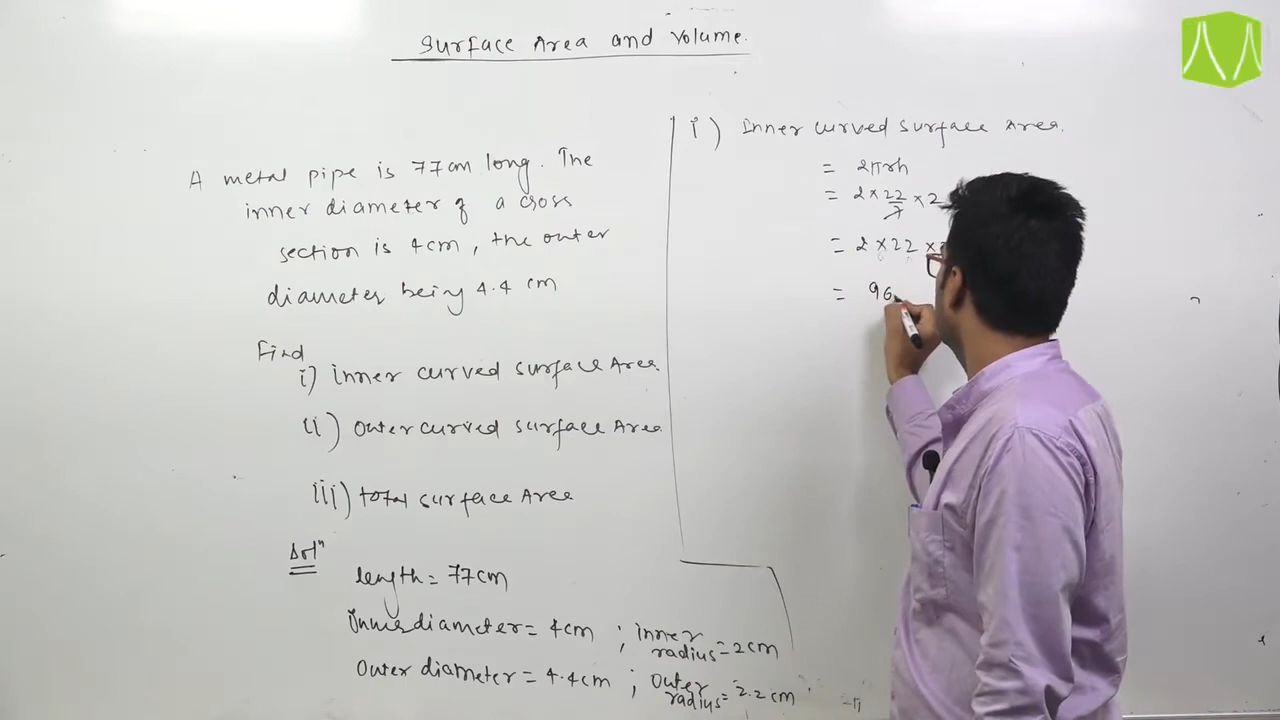 Surface Area and Volume.
A metal pipe is 77cm long. The
inner diameter of a cross
section is 4cm, the outer
diameter being 4.4 cm
Find
i) inner curved surface Area.
ii) Outer curved surface Area.
iii) total surface Area
Solⁿ
length = 77cm
Inner diameter = 4cm ; inner radius = 2cm
Outer diameter = 4.4cm ; Outer radius = 2.2cm
i) Inner curved surface Area.
= 2πrh
= 2 × 22/7 × 2
= 2 × 22 ×
= 96